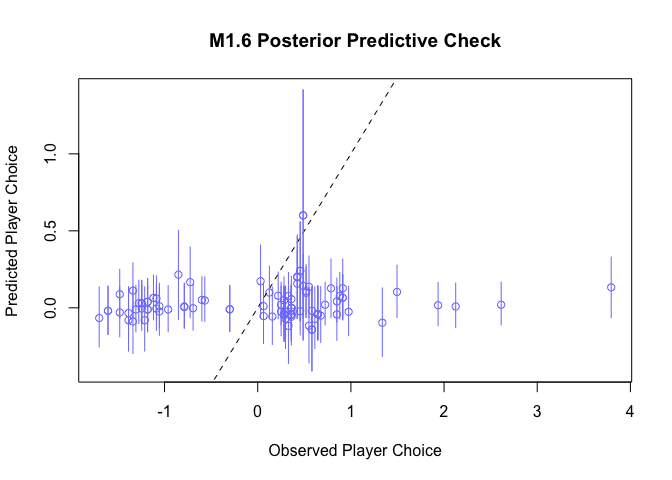 M1.6 Posterior Predictive Check
Predicted Player Choice
1.0
0.5
0.0
-1 0 1 2 3 4
Observed Player Choice